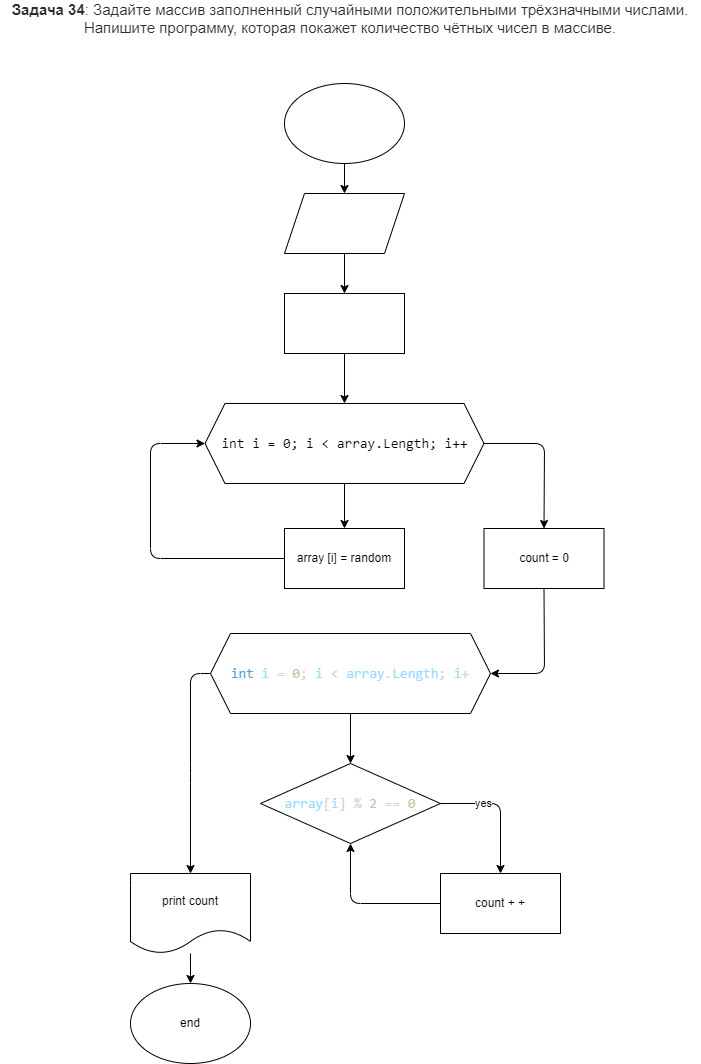 Задача 34: Задайте массив заполненный случайными положительными трёхзначными числами.
Напишите программу, которая покажет количество чётных чисел в массиве.
int i = 0; i < array.Length; i++
array [i] = random
count = 0
int i = 0; i < array.Length; i+
array[i] % 2 == 0
yes
count + +
print count
end